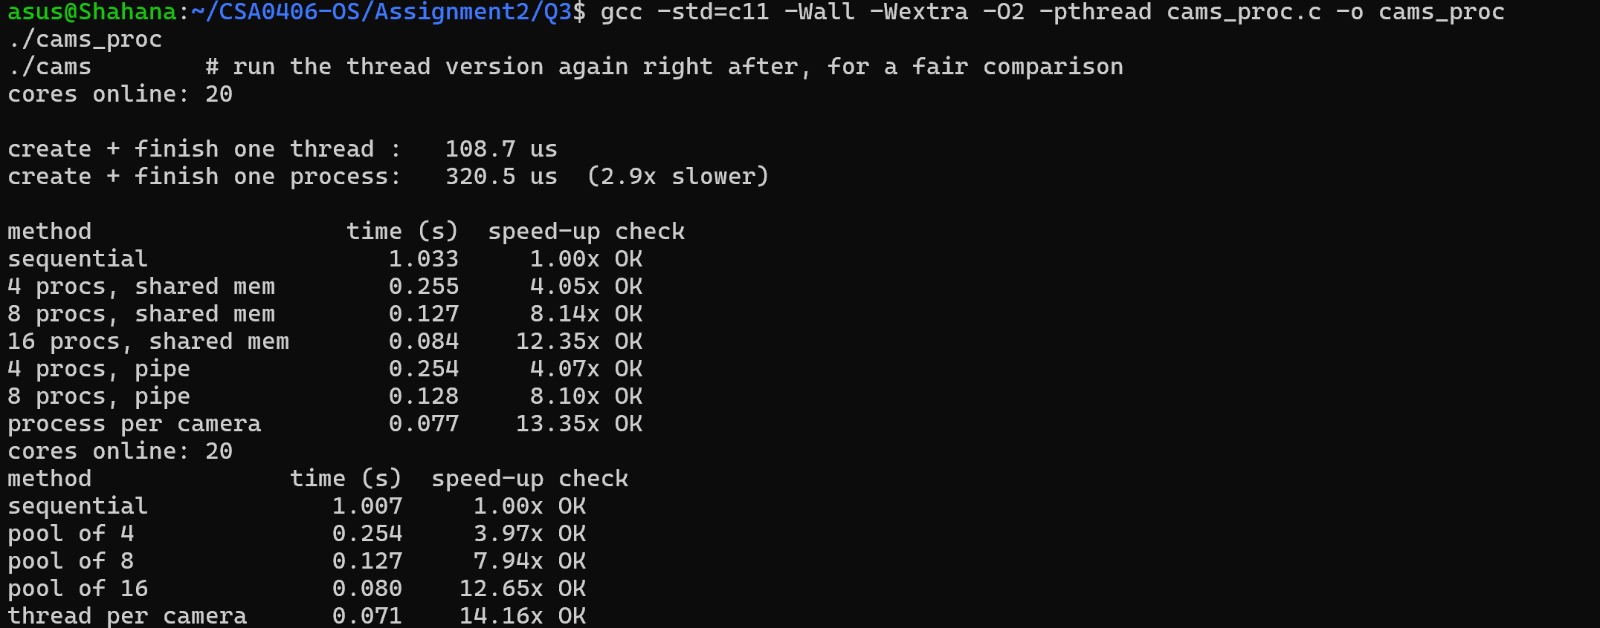 asus@Shahana:~/CSA0406-OS/Assignment2/Q3$ gcc -std=c11 -Wall -Wextra -O2 -pthread cams_proc.c -o cams_proc
./cams_proc
./cams        # run the thread version again right after, for a fair comparison
cores online: 20

create + finish one thread :   108.7 us
create + finish one process:   320.5 us  (2.9x slower)

method                  time (s)  speed-up check
sequential                 1.033     1.00x OK
4 procs, shared mem        0.255     4.05x OK
8 procs, shared mem        0.127     8.14x OK
16 procs, shared mem       0.084    12.35x OK
4 procs, pipe              0.254     4.07x OK
8 procs, pipe              0.128     8.10x OK
process per camera         0.077    13.35x OK
cores online: 20
method              time (s)  speed-up check
sequential             1.007     1.00x OK
pool of 4              0.254     3.97x OK
pool of 8              0.127     7.94x OK
pool of 16             0.080    12.65x OK
thread per camera      0.071    14.16x OK